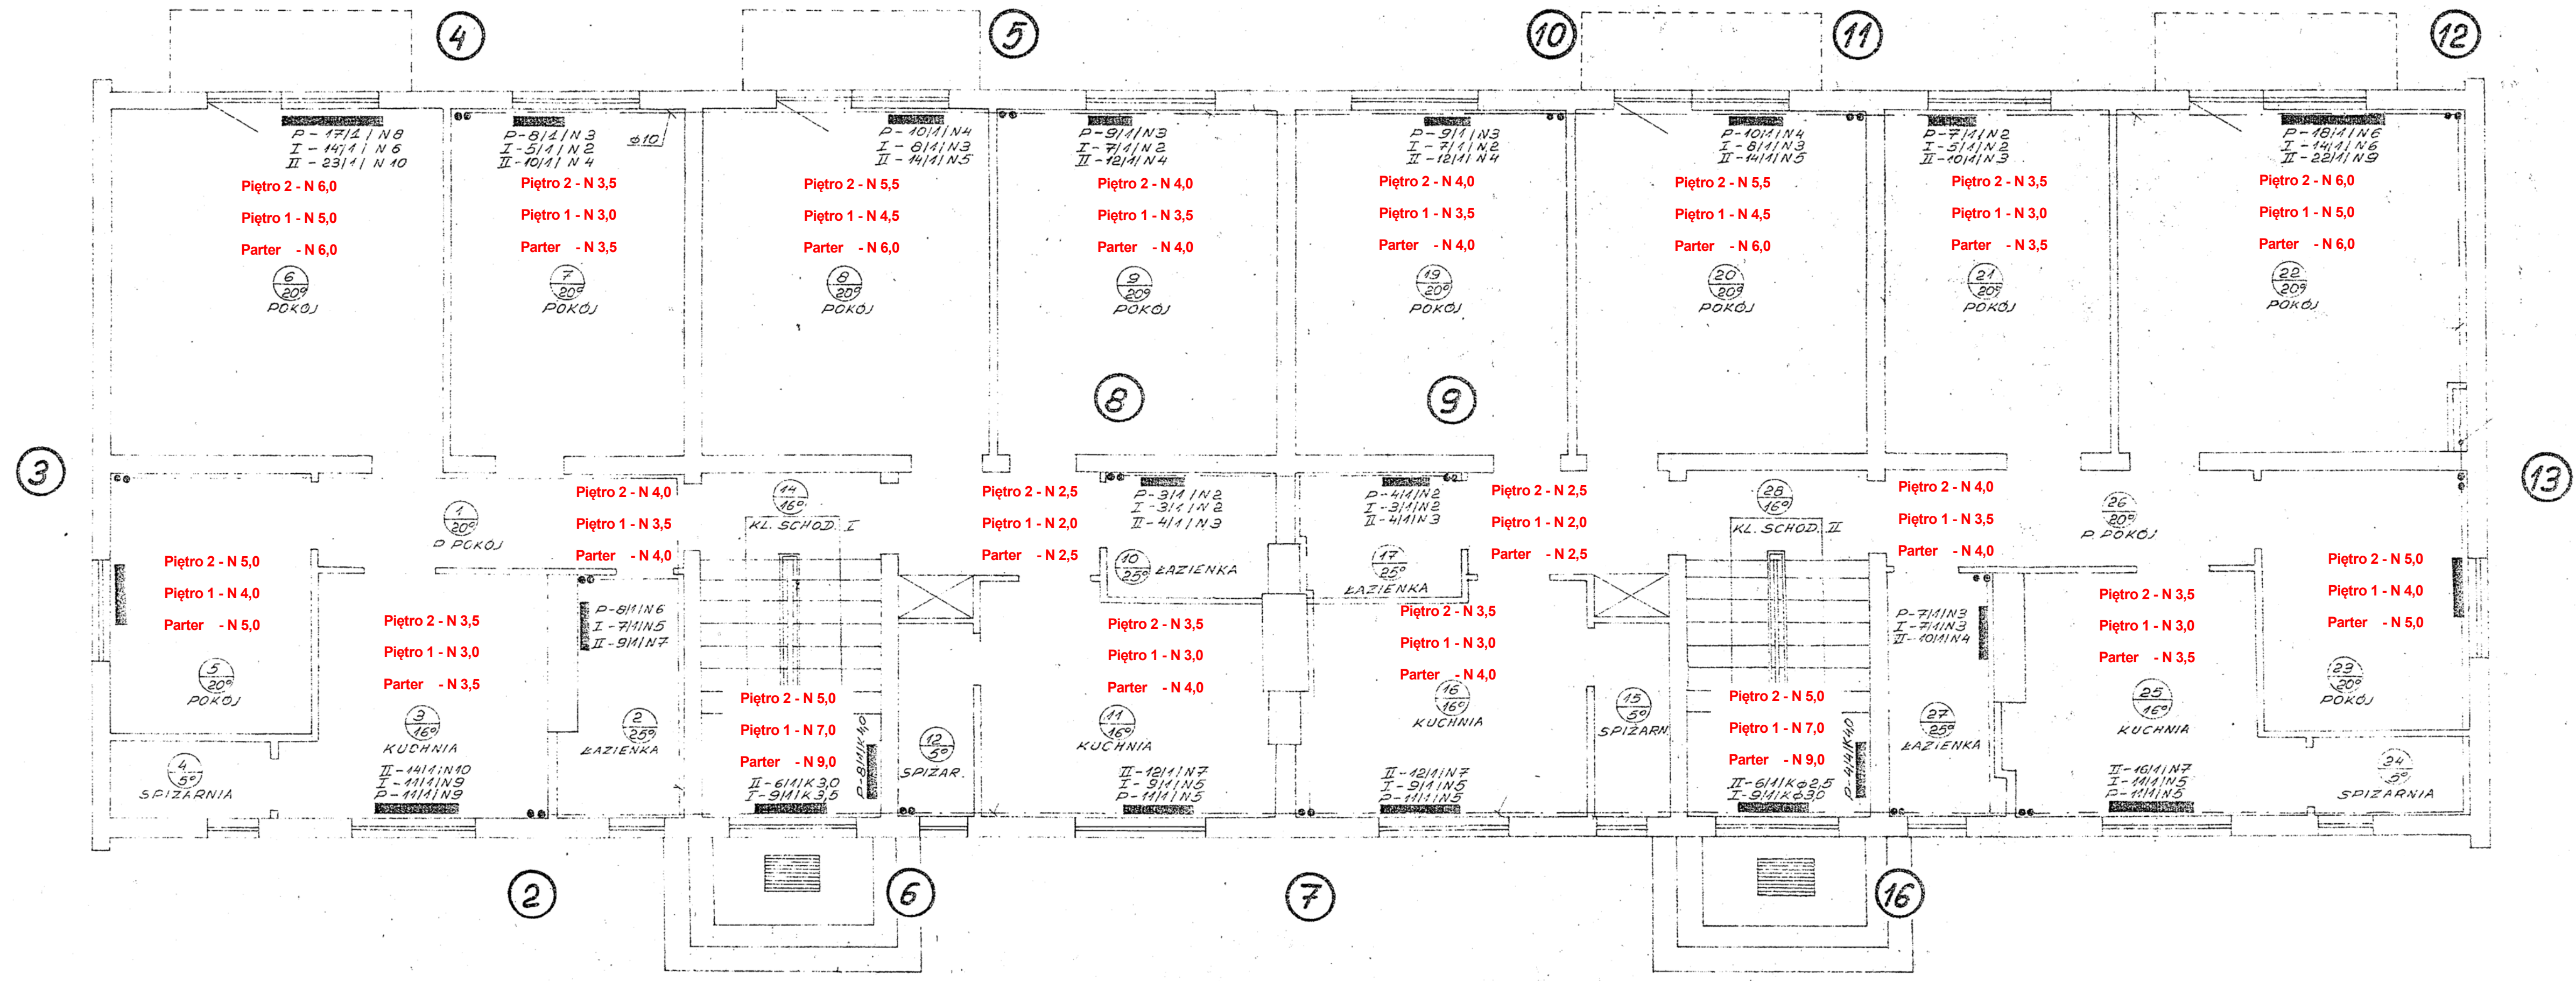 4
5
10
11
12
P-17/1/N8
I-14/1/N6
II-23/1/N10
Piętro 2 - N 6,0
Piętro 1 - N 5,0
Parter - N 6,0
6
20°
POKÓJ
P-8/1/N3
I-5/1/N2
II-10/1/N4
ϕ10
Piętro 2 - N 3,5
Piętro 1 - N 3,0
Parter - N 3,5
7
20°
POKÓJ
P-10/1/N4
I-8/1/N3
II-14/1/N5
Piętro 2 - N 5,5
Piętro 1 - N 4,5
Parter - N 6,0
8
20°
POKÓJ
P-9/1/N3
I-7/1/N2
II-12/1/N4
Piętro 2 - N 4,0
Piętro 1 - N 3,5
Parter - N 4,0
9
20°
POKÓJ
P-9/1/N3
I-7/1/N2
II-12/1/N4
Piętro 2 - N 4,0
Piętro 1 - N 3,5
Parter - N 4,0
19
20°
POKÓJ
P-10/1/N4
I-8/1/N3
II-14/1/N5
Piętro 2 - N 5,5
Piętro 1 - N 4,5
Parter - N 6,0
20
20°
POKÓJ
P-7/1/N2
I-5/1/N2
II-10/1/N3
Piętro 2 - N 3,5
Piętro 1 - N 3,0
Parter - N 3,5
21
20°
POKÓJ
P-18/1/N6
I-14/1/N6
II-22/1/N9
Piętro 2 - N 6,0
Piętro 1 - N 5,0
Parter - N 6,0
22
20°
POKÓJ
8
9
3
13
1
20°
P.POKÓJ
Piętro 2 - N 4,0
Piętro 1 - N 3,5
Parter - N 4,0
14
16°
KL. SCHOD. I
Piętro 2 - N 2,5
Piętro 1 - N 2,0
Parter - N 2,5
P-3/1/N2
I-3/1/N2
II-4/1/N3
10
25°
ŁAZIENKA
P-4/1/N2
I-3/1/N2
II-4/1/N3
17
25°
ŁAZIENKA
Piętro 2 - N 2,5
Piętro 1 - N 2,0
Parter - N 2,5
28
16°
KL. SCHOD. II
Piętro 2 - N 4,0
Piętro 1 - N 3,5
Parter - N 4,0
26
20°
P.POKÓJ
Piętro 2 - N 5,0
Piętro 1 - N 4,0
Parter - N 5,0
5
20°
POKÓJ
Piętro 2 - N 3,5
Piętro 1 - N 3,0
Parter - N 3,5
3
16°
KUCHNIA
II-14/1/N10
I-11/1/N9
P-11/1/N9
P-8/1/N6
I-7/1/N5
II-9/1/N7
2
25°
ŁAZIENKA
Piętro 2 - N 5,0
Piętro 1 - N 7,0
Parter - N 9,0
II-6/1/K3,0
I-9/1/K3,5
P-8/1/K4,0
12
5°
SPIŻAR.
Piętro 2 - N 3,5
Piętro 1 - N 3,0
Parter - N 4,0
11
16°
KUCHNIA
II-12/1/N7
I-9/1/N5
P-11/1/N5
Piętro 2 - N 3,5
Piętro 1 - N 3,0
Parter - N 4,0
16
16°
KUCHNIA
II-12/1/N7
I-9/1/N5
P-11/1/N5
15
5°
SPIŻARN
Piętro 2 - N 5,0
Piętro 1 - N 7,0
Parter - N 9,0
II-6/1/Kϕ2,5
I-9/1/Kϕ3,0
P-7/1/N3
I-7/1/N3
II-10/1/N4
27
25°
ŁAZIENKA
Piętro 2 - N 3,5
Piętro 1 - N 3,0
Parter - N 3,5
25
16°
KUCHNIA
II-16/1/N7
I-11/1/N5
P-11/1/N5
Piętro 2 - N 5,0
Piętro 1 - N 4,0
Parter - N 5,0
23
20°
POKÓJ
4
5°
SPIŻARNIA
24
5°
SPIŻARNIA
2
6
7
16